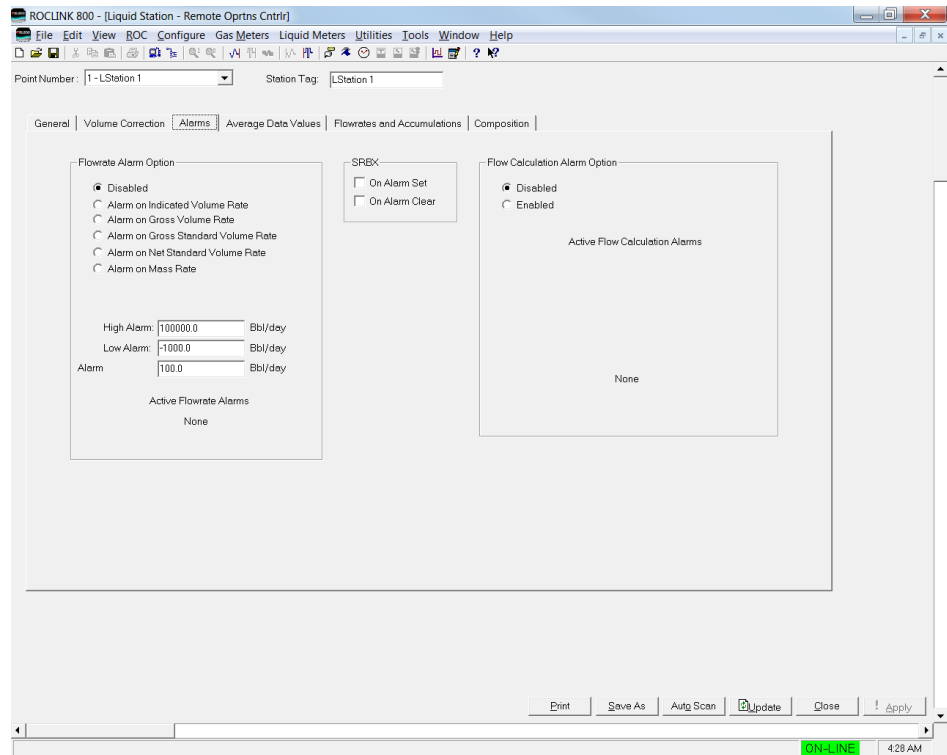 ROCLINK 800 - [Liquid Station - Remote Oprtns Cntrlr]
File Edit View ROC Configure Gas Meters Liquid Meters Utilities Tools Window Help
Point Number : 1 - LStation 1 Station Tag: LStation 1
General Volume Correction Alarms Average Data Values Flowrates and Accumulations Composition
Flowrate Alarm Option
Disabled
Alarm on Indicated Volume Rate
Alarm on Gross Volume Rate
Alarm on Gross Standard Volume Rate
Alarm on Net Standard Volume Rate
Alarm on Mass Rate
High Alarm: 100000.0 Bbl/day
Low Alarm: -1000.0 Bbl/day
Alarm 100.0 Bbl/day
Active Flowrate Alarms
None
SRBX
On Alarm Set
On Alarm Clear
Flow Calculation Alarm Option
Disabled
Enabled
Active Flow Calculation Alarms
None
Print Save As Auto Scan Update Close ! Apply
ON-LINE 4:28 AM